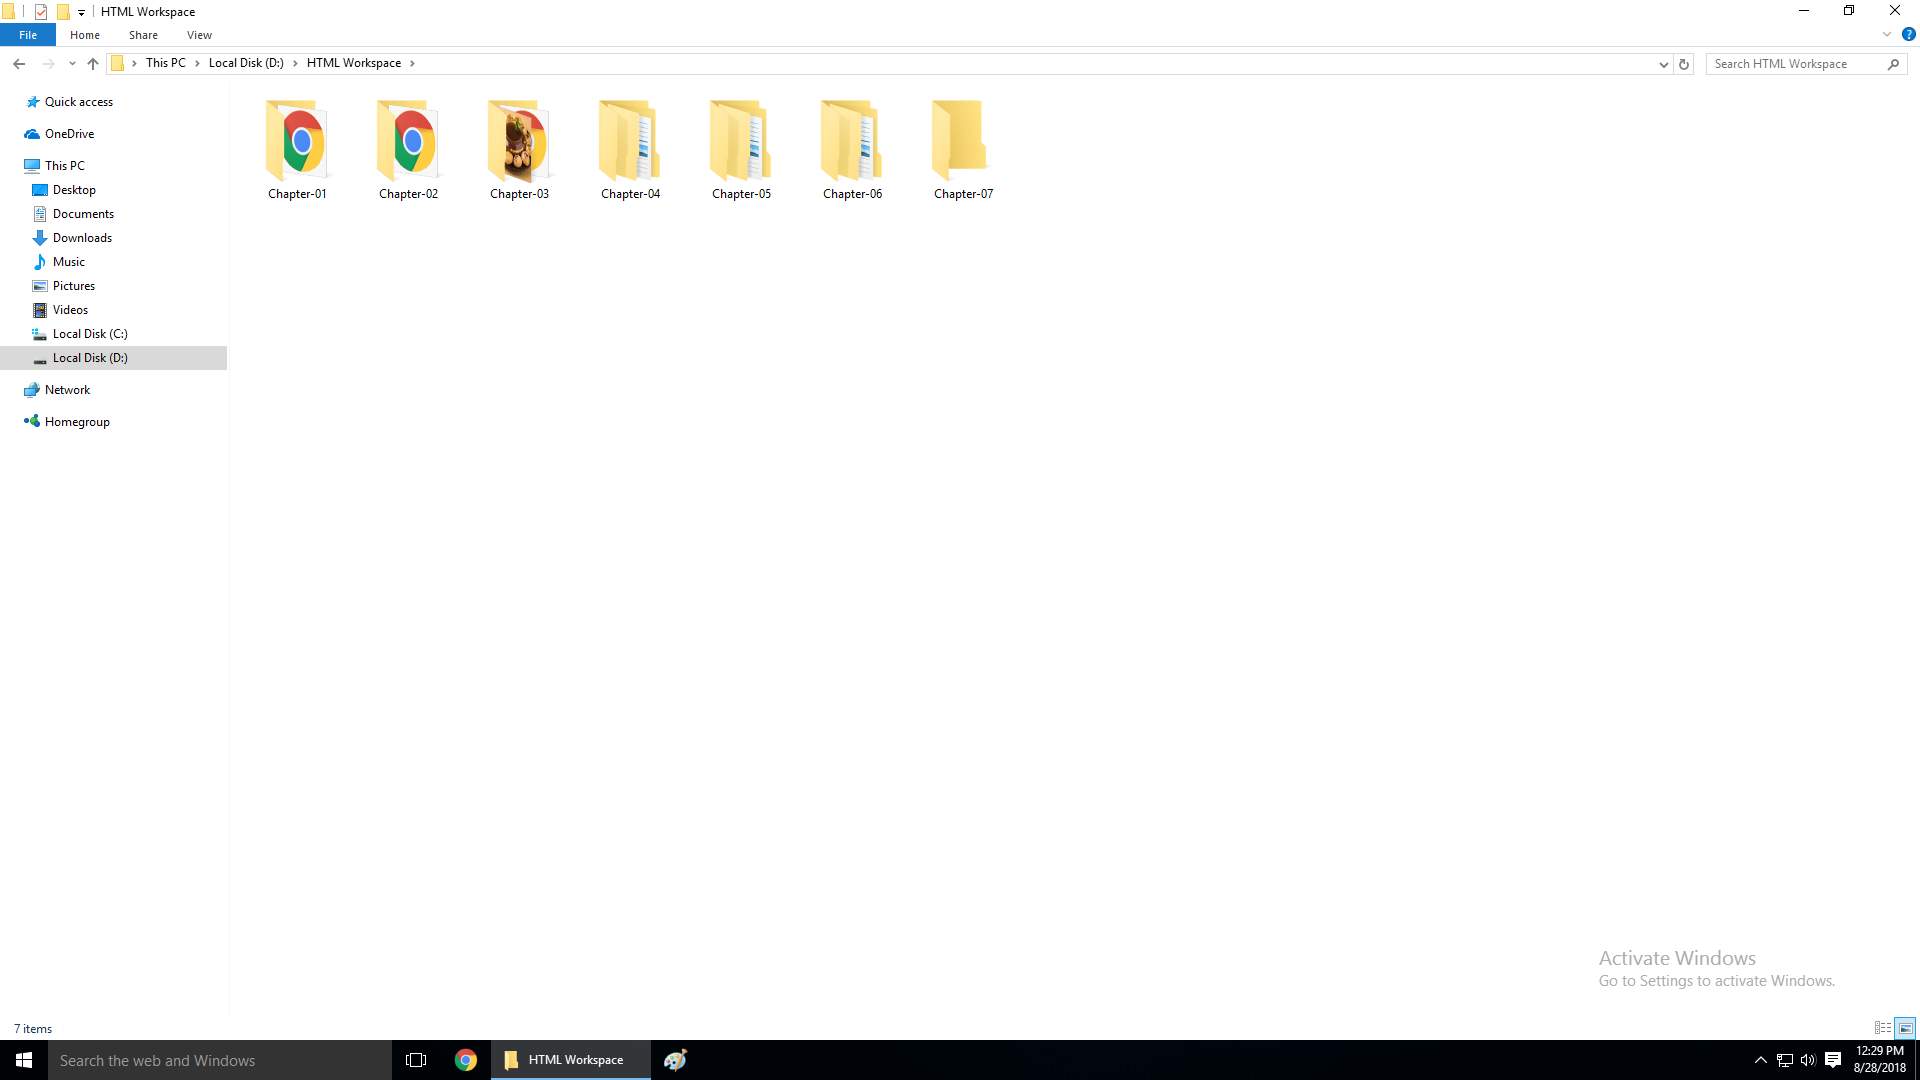 HTML Workspace
File Home Share View
This PC Local Disk (D:) HTML Workspace
Search HTML Workspace
Quick access
OneDrive
This PC
Desktop
Documents
Downloads
Music
Pictures
Videos
Local Disk (C:)
Local Disk (D:)
Network
Homegroup
Chapter-01 Chapter-02 Chapter-03 Chapter-04 Chapter-05 Chapter-06 Chapter-07
Activate Windows
Go to Settings to activate Windows.
7 items
Search the web and Windows
HTML Workspace
12:29 PM
8/28/2018